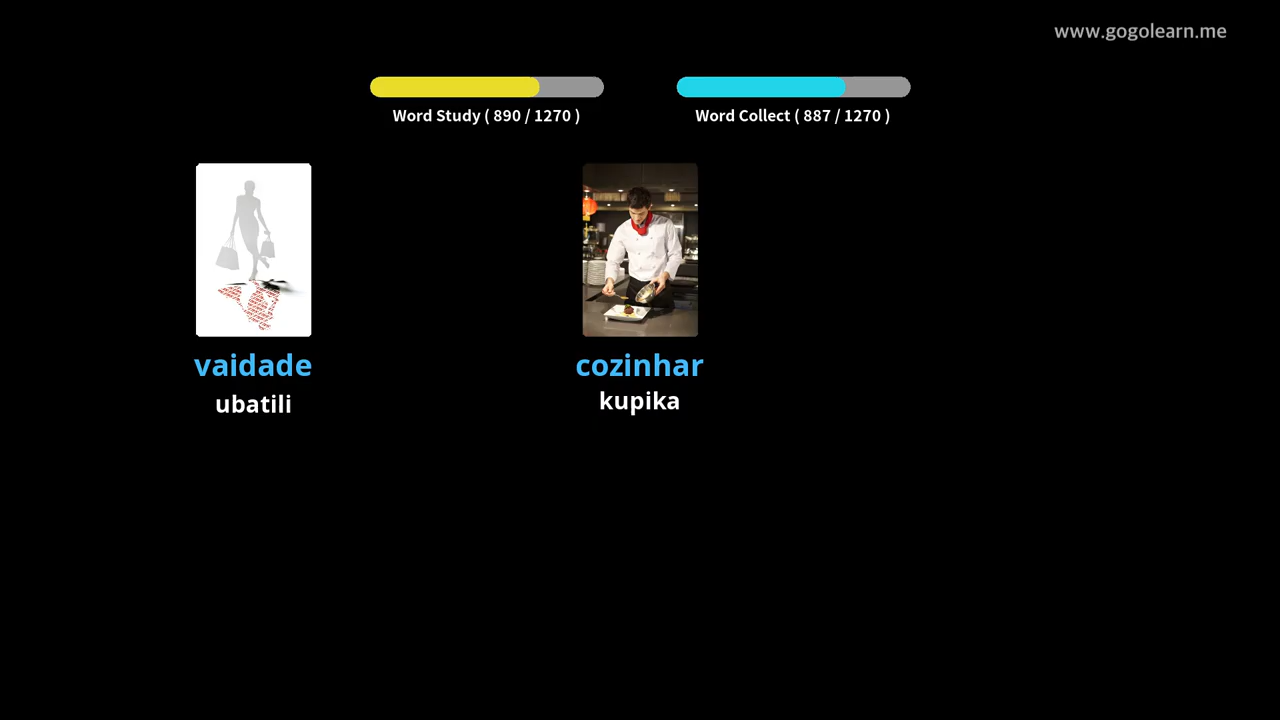 www.gogolearn.me
Word Study ( 890 / 1270 )
Word Collect ( 887 / 1270 )
vaidade
ubatili
cozinhar
kupika